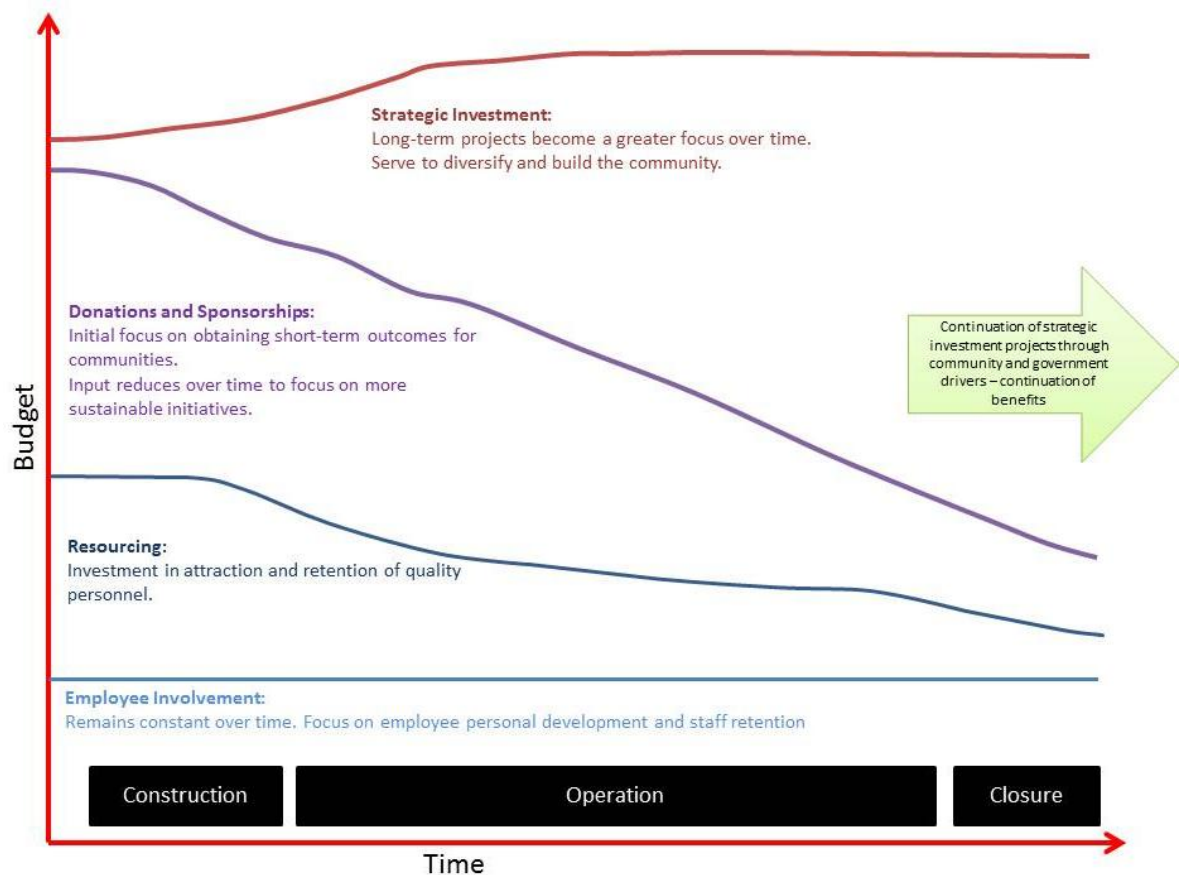 Strategic Investment:
Long-term projects become a greater focus over time.
Serve to diversify and build the community.
Donations and Sponsorships:
Initial focus on obtaining short-term outcomes for
communities.
Input reduces over time to focus on more
sustainable initiatives.
Continuation of strategic
investment projects through
community and government
drivers – continuation of
benefits
Budget
Resourcing:
Investment in attraction and retention of quality
personnel.
Employee Involvement:
Remains constant over time. Focus on employee personal development and staff retention
Construction
Operation
Closure
Time